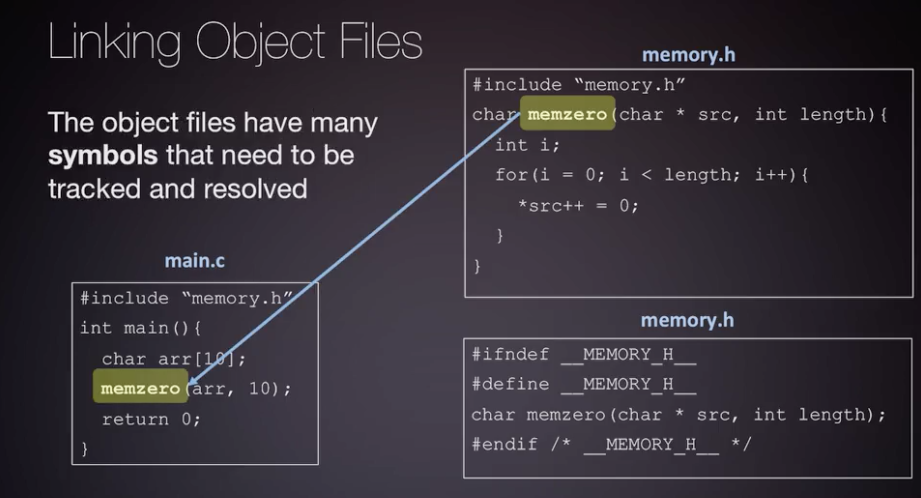 Linking Object Files
The object files have many
symbols that need to be
tracked and resolved
main.c
#include “memory.h”
int main(){
char arr[10];
memzero(arr, 10);
return 0;
}
memory.h
#include “memory.h”
char memzero(char * src, int length){
int i;
for(i = 0; i < length; i++){
*src++ = 0;
}
}
memory.h
#ifndef __MEMORY_H__
#define __MEMORY_H__
char memzero(char * src, int length);
#endif /* __MEMORY_H__ */